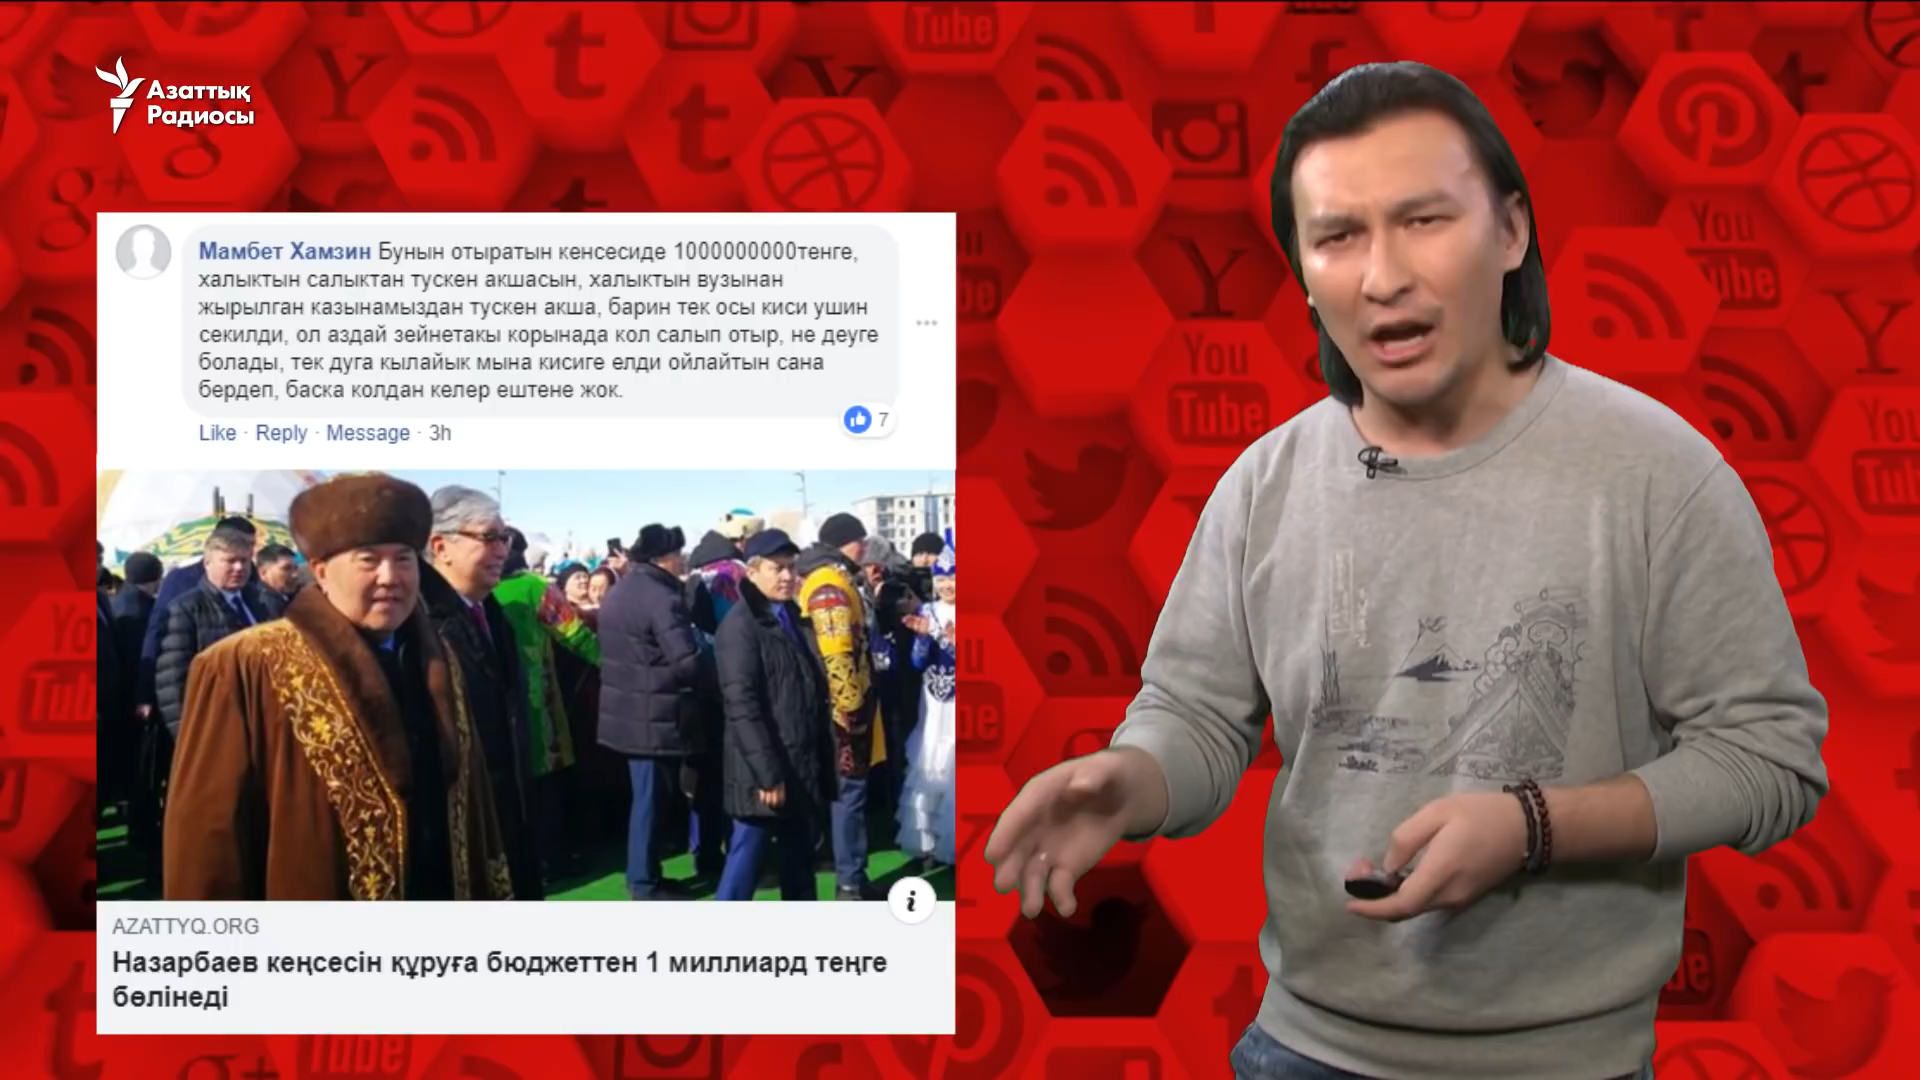 Азаттық
Радиосы
Мамбет Хамзин Бунын отыратын кенсесиде 1000000000тенге,
халыктын салыктан тускен акшасын, халыктын вузынан
жырылган казынамыздан тускен акша, барин тек осы киси ушин
секилди, ол аздай зейнетакы корынада кол салып отыр, не деуге
болады, тек дуга кылайык мына кисиге елди ойлайтын сана
бердеп, баска колдан келер ештене жок.
7
Like · Reply · Message · 3h
AZATTYQ.ORG
Назарбаев кеңсесін құруға бюджеттен 1 миллиард теңге
бөлінеді
You
Tube